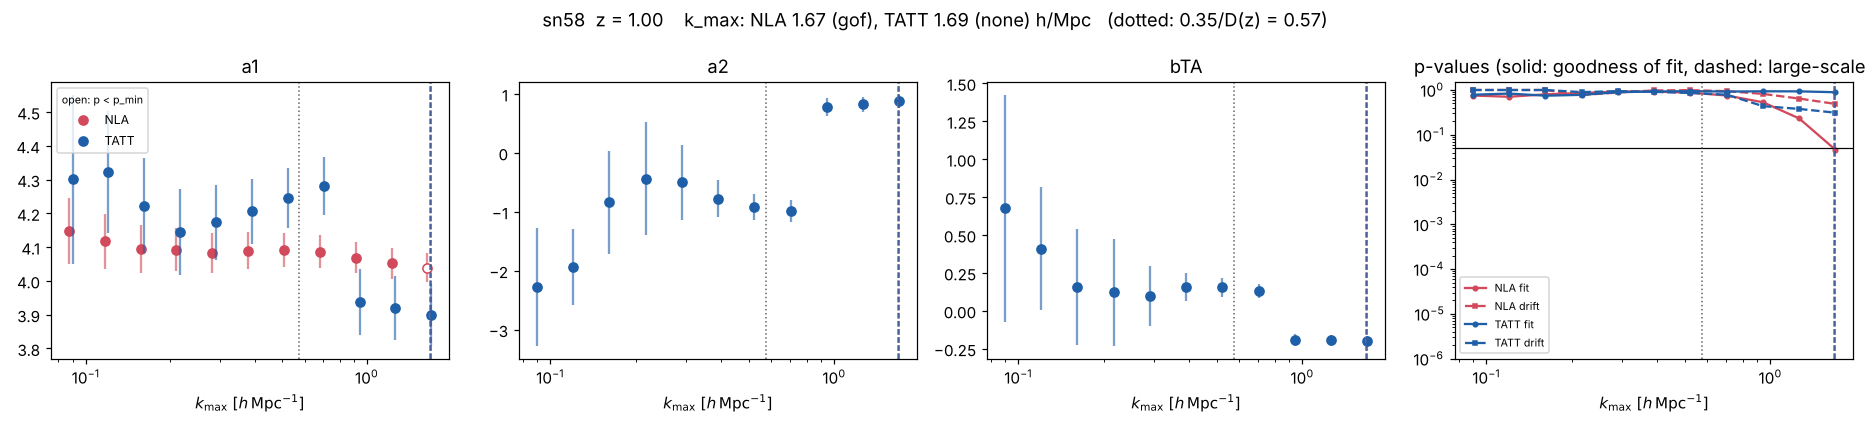 sn58 z = 1.00 k_max: NLA 1.67 (gof), TATT 1.69 (none) h/Mpc (dotted: 0.35/D(z) = 0.57)
a1
4.5
4.4
4.3
4.2
4.1
4.0
3.9
3.8
open: p < p_min
NLA
TATT
10⁻¹
10⁰
k_max [h Mpc⁻¹]
a2
1
0
−1
−2
−3
10⁻¹
10⁰
k_max [h Mpc⁻¹]
bTA
1.50
1.25
1.00
0.75
0.50
0.25
0.00
−0.25
10⁻¹
10⁰
k_max [h Mpc⁻¹]
p-values (solid: goodness of fit, dashed: large-scale
10⁰
10⁻¹
10⁻²
10⁻³
10⁻⁴
10⁻⁵
10⁻⁶
NLA fit
NLA drift
TATT fit
TATT drift
10⁻¹
10⁰
k_max [h Mpc⁻¹]